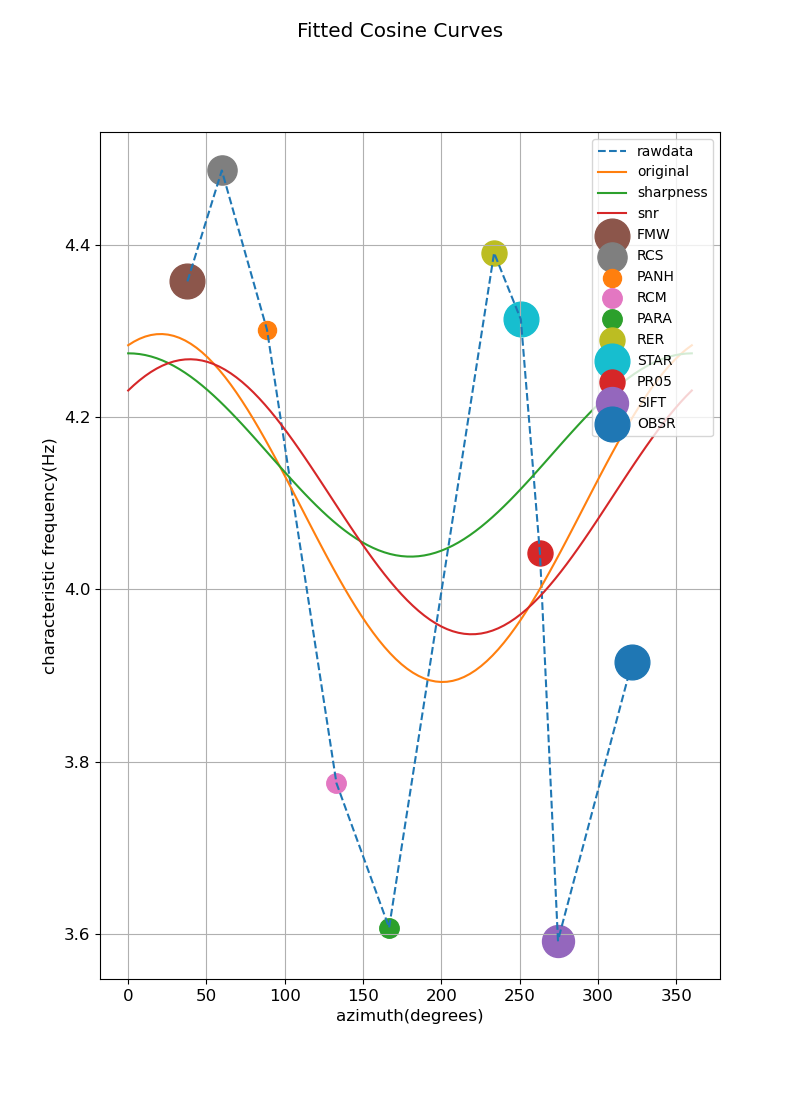 Fitted Cosine Curves
rawdata
original
sharpness
snr
FMW
RCS
PANH
RCM
PARA
RER
STAR
PR05
SIFT
OBSR
4.4
4.2
4.0
3.8
3.6
characteristic frequency(Hz)
0 50 100 150 200 250 300 350
azimuth(degrees)